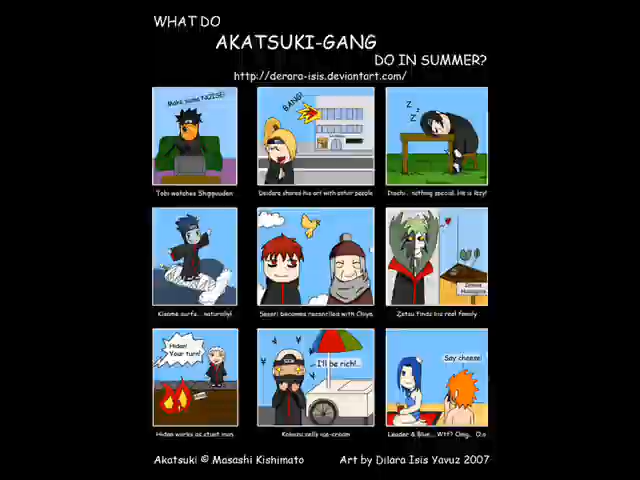 WHAT DO
AKATSUKI-GANG
DO IN SUMMER?
http://derara-isis.deviantart.com/
Make some NOISE!
BANG!
Z
Z
Z
Tobi watches Shippuuden
Deidara shares his art with other people
Itachi... nothing special. He is lazy!
Kisame surfs... naturally!
Sasori becomes reconciled with Chiyo
Zetsu finds his real family
Hidan!
Your turn!
I'll be rich!..
Say cheese
Hidan works as stunt man
Kakuzu sells ice-cream
Leader & Blue... WTF? Omg.. O.o
Akatsuki © Masashi Kishimoto
Art by Dilara Isis Yavuz 2007